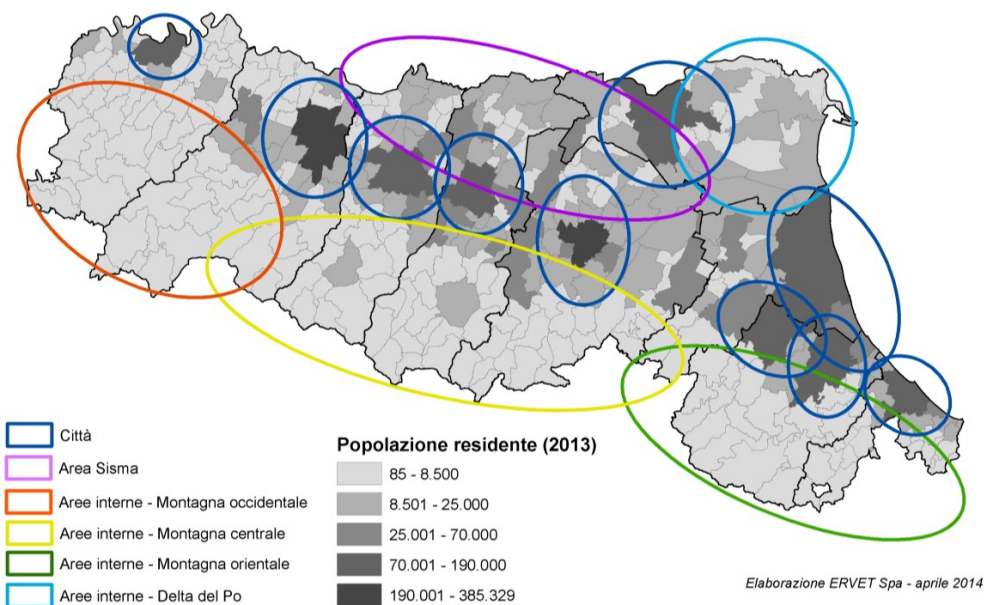 Città
Area Sisma
Aree interne - Montagna occidentale
Aree interne - Montagna centrale
Aree interne - Montagna orientale
Aree interne - Delta del Po
Popolazione residente (2013)
85 - 8.500
8.501 - 25.000
25.001 - 70.000
70.001 - 190.000
190.001 - 385.329
Elaborazione ERVET Spa - aprile 2014